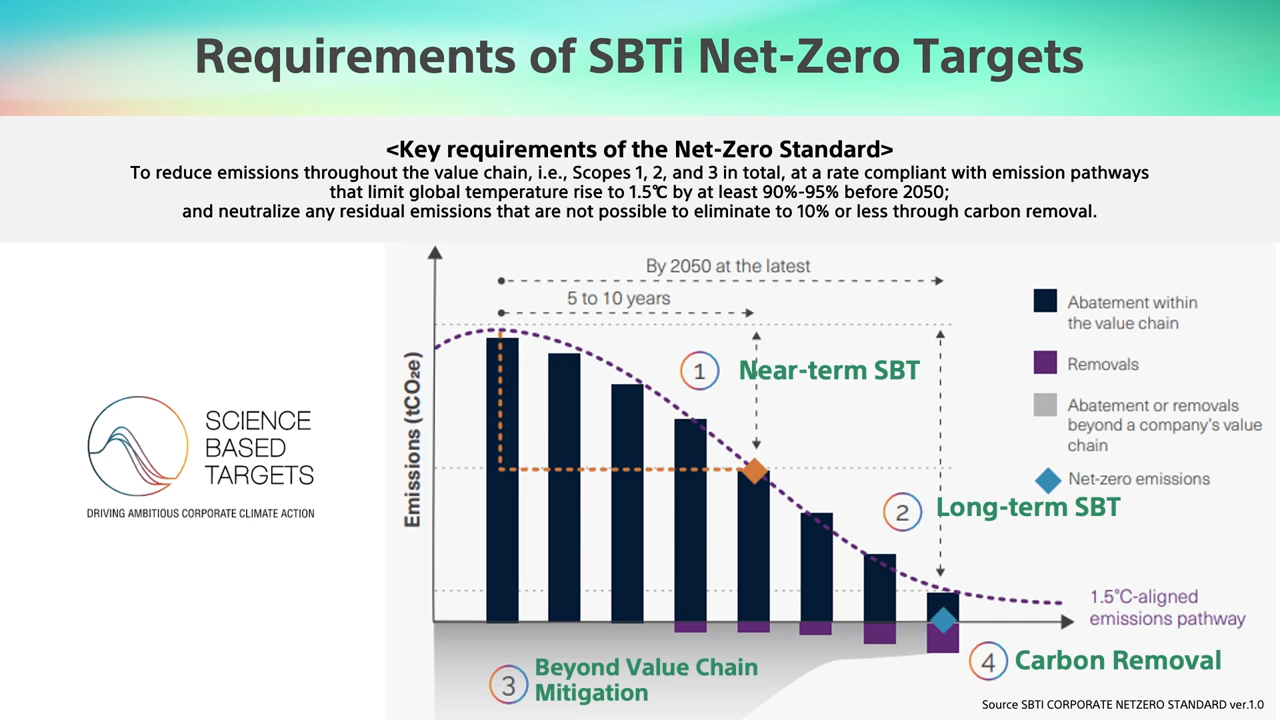 Requirements of SBTi Net-Zero Targets
<Key requirements of the Net-Zero Standard>
To reduce emissions throughout the value chain, i.e., Scopes 1, 2, and 3 in total, at a rate compliant with emission pathways
that limit global temperature rise to 1.5℃ by at least 90%-95% before 2050;
and neutralize any residual emissions that are not possible to eliminate to 10% or less through carbon removal.
SCIENCE
BASED
TARGETS
DRIVING AMBITIOUS CORPORATE CLIMATE ACTION
Emissions (tCO2e)
By 2050 at the latest
5 to 10 years
1 Near-term SBT
2 Long-term SBT
3 Beyond Value Chain
Mitigation
4 Carbon Removal
Abatement within
the value chain
Removals
Abatement or removals
beyond a company's value
chain
Net-zero emissions
1.5°C-aligned
emissions pathway
Source SBTI CORPORATE NETZERO STANDARD ver.1.0